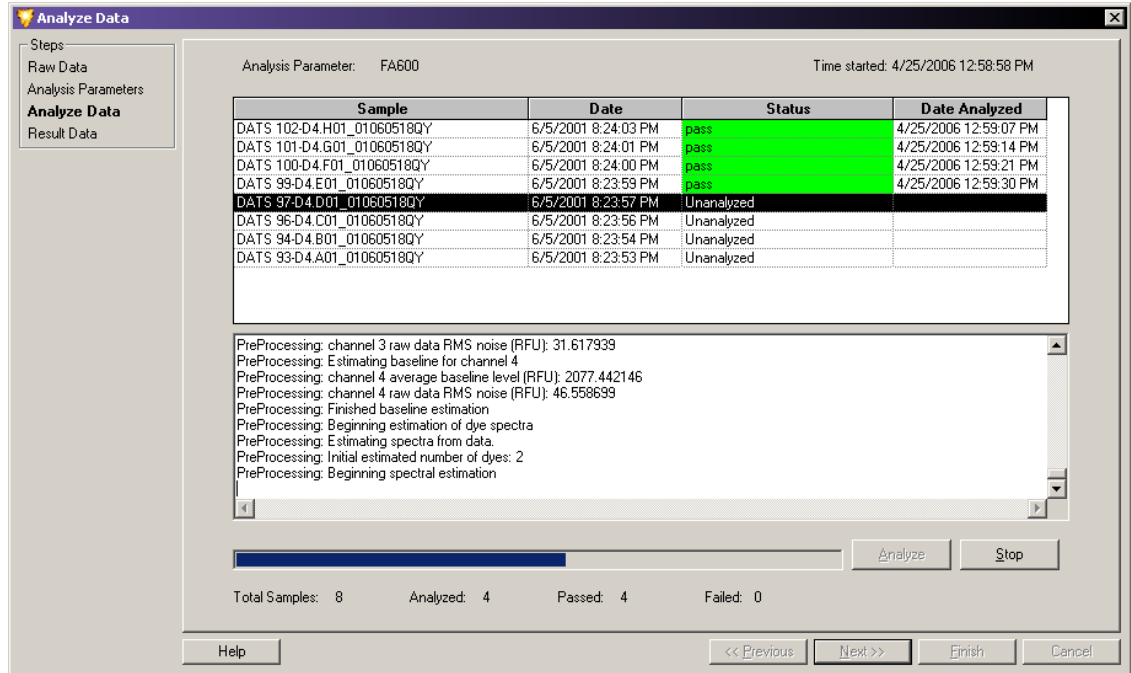 Analyze Data
Steps
Raw Data
Analysis Parameters
Analyze Data
Result Data
Analysis Parameter: FA600 Time started: 4/25/2006 12:58:58 PM
Sample Date Status Date Analyzed
DATS 102-D4.H01_01060518QY 6/5/2001 8:24:03 PM pass 4/25/2006 12:59:07 PM
DATS 101-D4.G01_01060518QY 6/5/2001 8:24:01 PM pass 4/25/2006 12:59:14 PM
DATS 100-D4.F01_01060518QY 6/5/2001 8:24:00 PM pass 4/25/2006 12:59:21 PM
DATS 99-D4.E01_01060518QY 6/5/2001 8:23:59 PM pass 4/25/2006 12:59:30 PM
DATS 97-D4.D01_01060518QY 6/5/2001 8:23:57 PM Unanalyzed
DATS 96-D4.C01_01060518QY 6/5/2001 8:23:56 PM Unanalyzed
DATS 94-D4.B01_01060518QY 6/5/2001 8:23:54 PM Unanalyzed
DATS 93-D4.A01_01060518QY 6/5/2001 8:23:53 PM Unanalyzed
PreProcessing: channel 3 raw data RMS noise (RFU): 31.617939
PreProcessing: Estimating baseline for channel 4
PreProcessing: channel 4 average baseline level (RFU): 2077.442146
PreProcessing: channel 4 raw data RMS noise (RFU): 46.558699
PreProcessing: Finished baseline estimation
PreProcessing: Beginning estimation of dye spectra
PreProcessing: Estimating spectra from data.
PreProcessing: Initial estimated number of dyes: 2
PreProcessing: Beginning spectral estimation
Analyze Stop
Total Samples: 8 Analyzed: 4 Passed: 4 Failed: 0
Help << Previous Next >> Finish Cancel